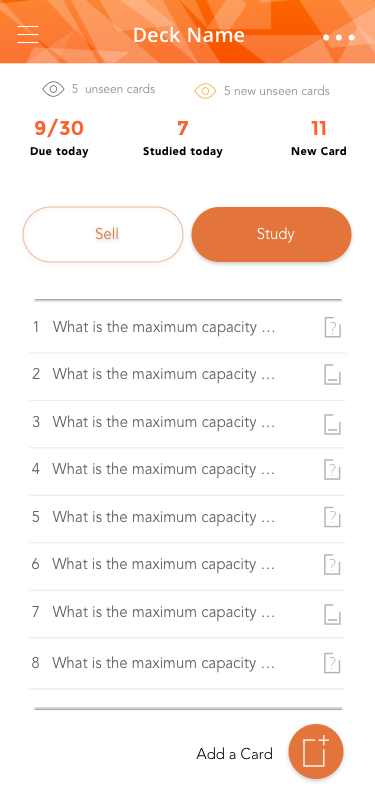 Deck Name
5 unseen cards
5 new unseen cards
9/30
7
11
Due today
Studied today
New Card
Sell
Study
1 What is the maximum capacity ...
?
2 What is the maximum capacity ...
3 What is the maximum capacity ...
4 What is the maximum capacity ...
?
5 What is the maximum capacity ...
?
6 What is the maximum capacity ...
?
7 What is the maximum capacity ...
8 What is the maximum capacity ...
?
Add a Card